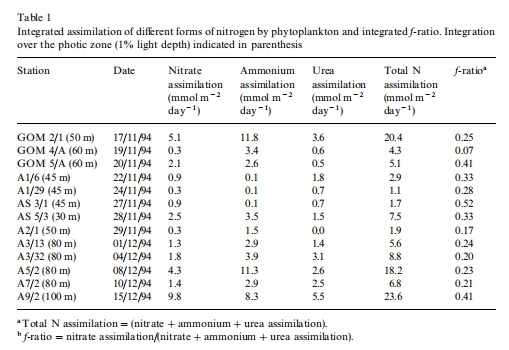 Table 1
Integrated assimilation of different forms of nitrogen by phytoplankton and integrated f-ratio. Integration
over the photic zone (1% light depth) indicated in parenthesis
Station Date Nitrate assimilation (mmol m⁻² day⁻¹) Ammonium assimilation (mmol m⁻² day⁻¹) Urea assimilation (mmol m⁻² day⁻¹) Total N assimilation (mmol m⁻² day⁻¹) f-ratioᵃ
GOM 2/1 (50 m) 17/11/94 5.1 11.8 3.6 20.4 0.25
GOM 4/A (60 m) 19/11/94 0.3 3.4 0.6 4.3 0.07
GOM 5/A (60 m) 20/11/94 2.1 2.6 0.5 5.1 0.41
A1/6 (45 m) 22/11/94 0.9 0.1 1.8 2.9 0.33
A1/29 (45 m) 24/11/94 0.3 0.1 0.7 1.1 0.28
AS 3/1 (45 m) 27/11/94 0.9 0.1 0.7 1.7 0.52
AS 5/3 (30 m) 28/11/94 2.5 3.5 1.5 7.5 0.33
A2/1 (50 m) 29/11/94 0.3 1.5 0.0 1.9 0.17
A3/13 (80 m) 01/12/94 1.3 2.9 1.4 5.6 0.24
A3/32 (80 m) 04/12/94 1.8 3.9 3.1 8.8 0.20
A5/2 (80 m) 08/12/94 4.3 11.3 2.6 18.2 0.23
A7/2 (80 m) 10/12/94 1.4 2.9 2.5 6.8 0.21
A9/2 (100 m) 15/12/94 9.8 8.3 5.5 23.6 0.41
ᵃ Total N assimilation = (nitrate + ammonium + urea assimilation).
ᵇ f-ratio = nitrate assimilation/(nitrate + ammonium + urea assimilation).